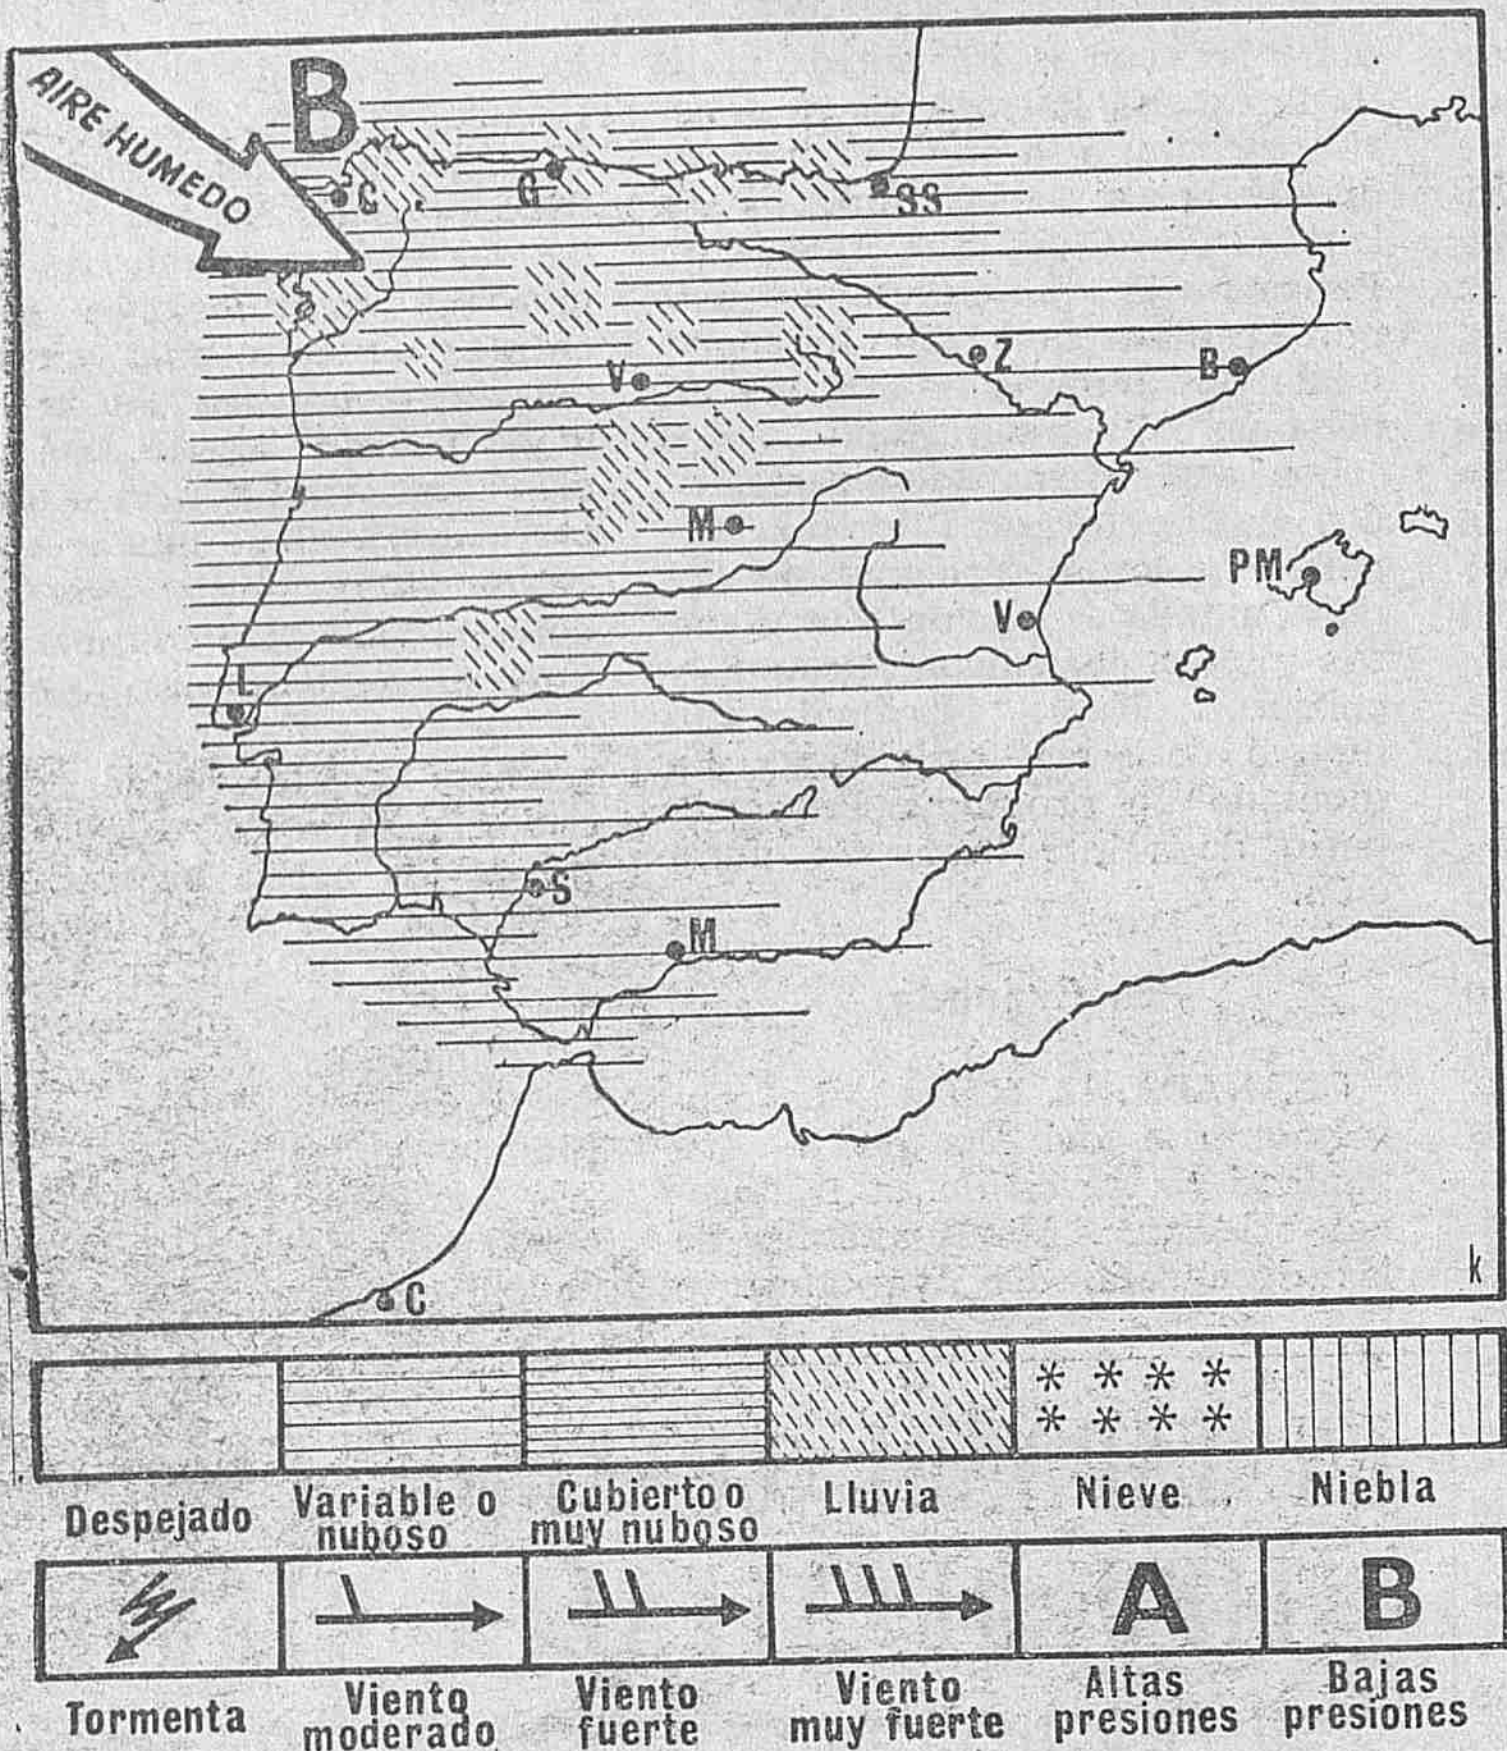 AIRE HUMEDO
B
C
G
SS
Z
B
V
M
PM
V
L
S
M
C
k
Despejado
Variable o
nuboso
Cubierto o
muy nuboso
Lluvia
Nieve
Niebla
A
B
Tormenta
Viento
moderado
Viento
fuerte
Viento
muy fuerte
Altas
presiones
Bajas
presiones